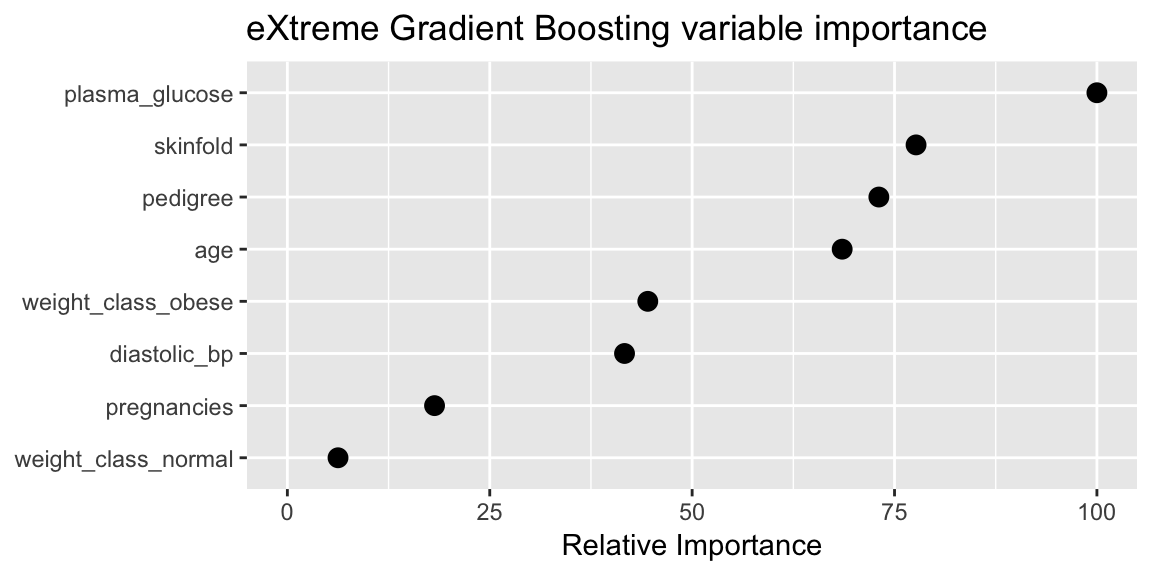 eXtreme Gradient Boosting variable importance
plasma_glucose
skinfold
pedigree
age
weight_class_obese
diastolic_bp
pregnancies
weight_class_normal
0 25 50 75 100
Relative Importance